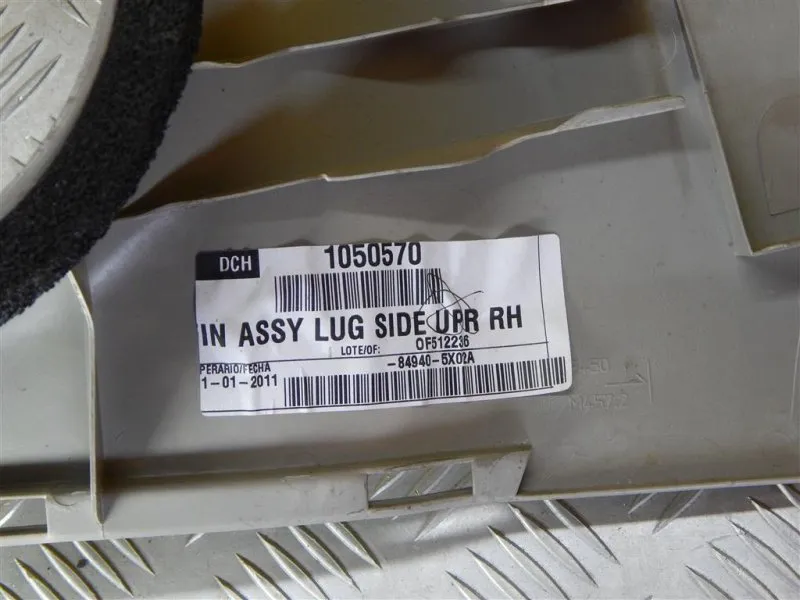 DCH 1050570
IN ASSY LUG SIDE UPR RH
LOTE/OF: OF512236
PERARIO/FECHA -84940-5X02A
1-01-2011